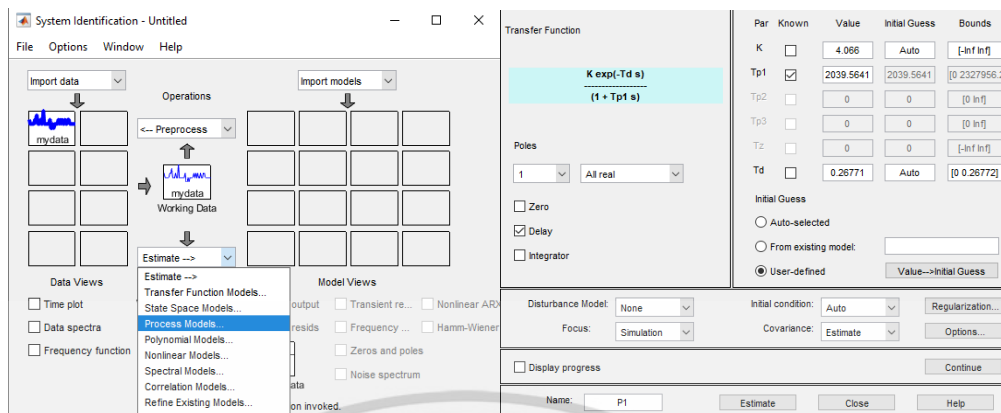 System Identification - Untitled
File Options Window Help
Import data
Import models
Operations
<-- Preprocess
mydata
mydata
Working Data
Estimate -->
Estimate -->
Transfer Function Models...
State Space Models...
Process Models...
Polynomial Models...
Nonlinear Models...
Spectral Models...
Correlation Models...
Refine Existing Models...
Data Views
Time plot
Data spectra
Frequency function
Model Views
output
Transient re...
Nonlinear ARX
resids
Frequency ...
Hamm-Wiener
Zeros and poles
Noise spectrum
on invoked.
Transfer Function
K exp(-Td s)
-------------------
(1 + Tp1 s)
Poles
1 All real
Zero
Delay
Integrator
Par Known Value Initial Guess Bounds
K 4.066 Auto [-Inf Inf]
Tp1 2039.5641 2039.5641 [0 2327956.2
Tp2 0 0 [0 Inf]
Tp3 0 0 [0 Inf]
Tz 0 0 [-Inf Inf]
Td 0.26771 Auto [0 0.26772]
Initial Guess
Auto-selected
From existing model:
User-defined Value-->Initial Guess
Disturbance Model: None Initial condition: Auto Regularization...
Focus: Simulation Covariance: Estimate Options...
Display progress Continue
Name: P1 Estimate Close Help